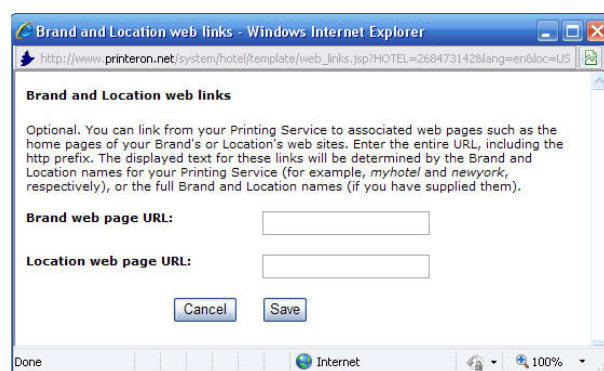 Brand and Location web links - Windows Internet Explorer
http://www.printeron.net/system/hotel/template/web_links.jsp?HOTEL=268473142&lang=en&loc=US
Brand and Location web links
Optional. You can link from your Printing Service to associated web pages such as the
home pages of your Brand's or Location's web sites. Enter the entire URL, including the
http prefix. The displayed text for these links will be determined by the Brand and
Location names for your Printing Service (for example, myhotel and newyork,
respectively), or the full Brand and Location names (if you have supplied them).
Brand web page URL:
Location web page URL:
Cancel Save
Done Internet 100%